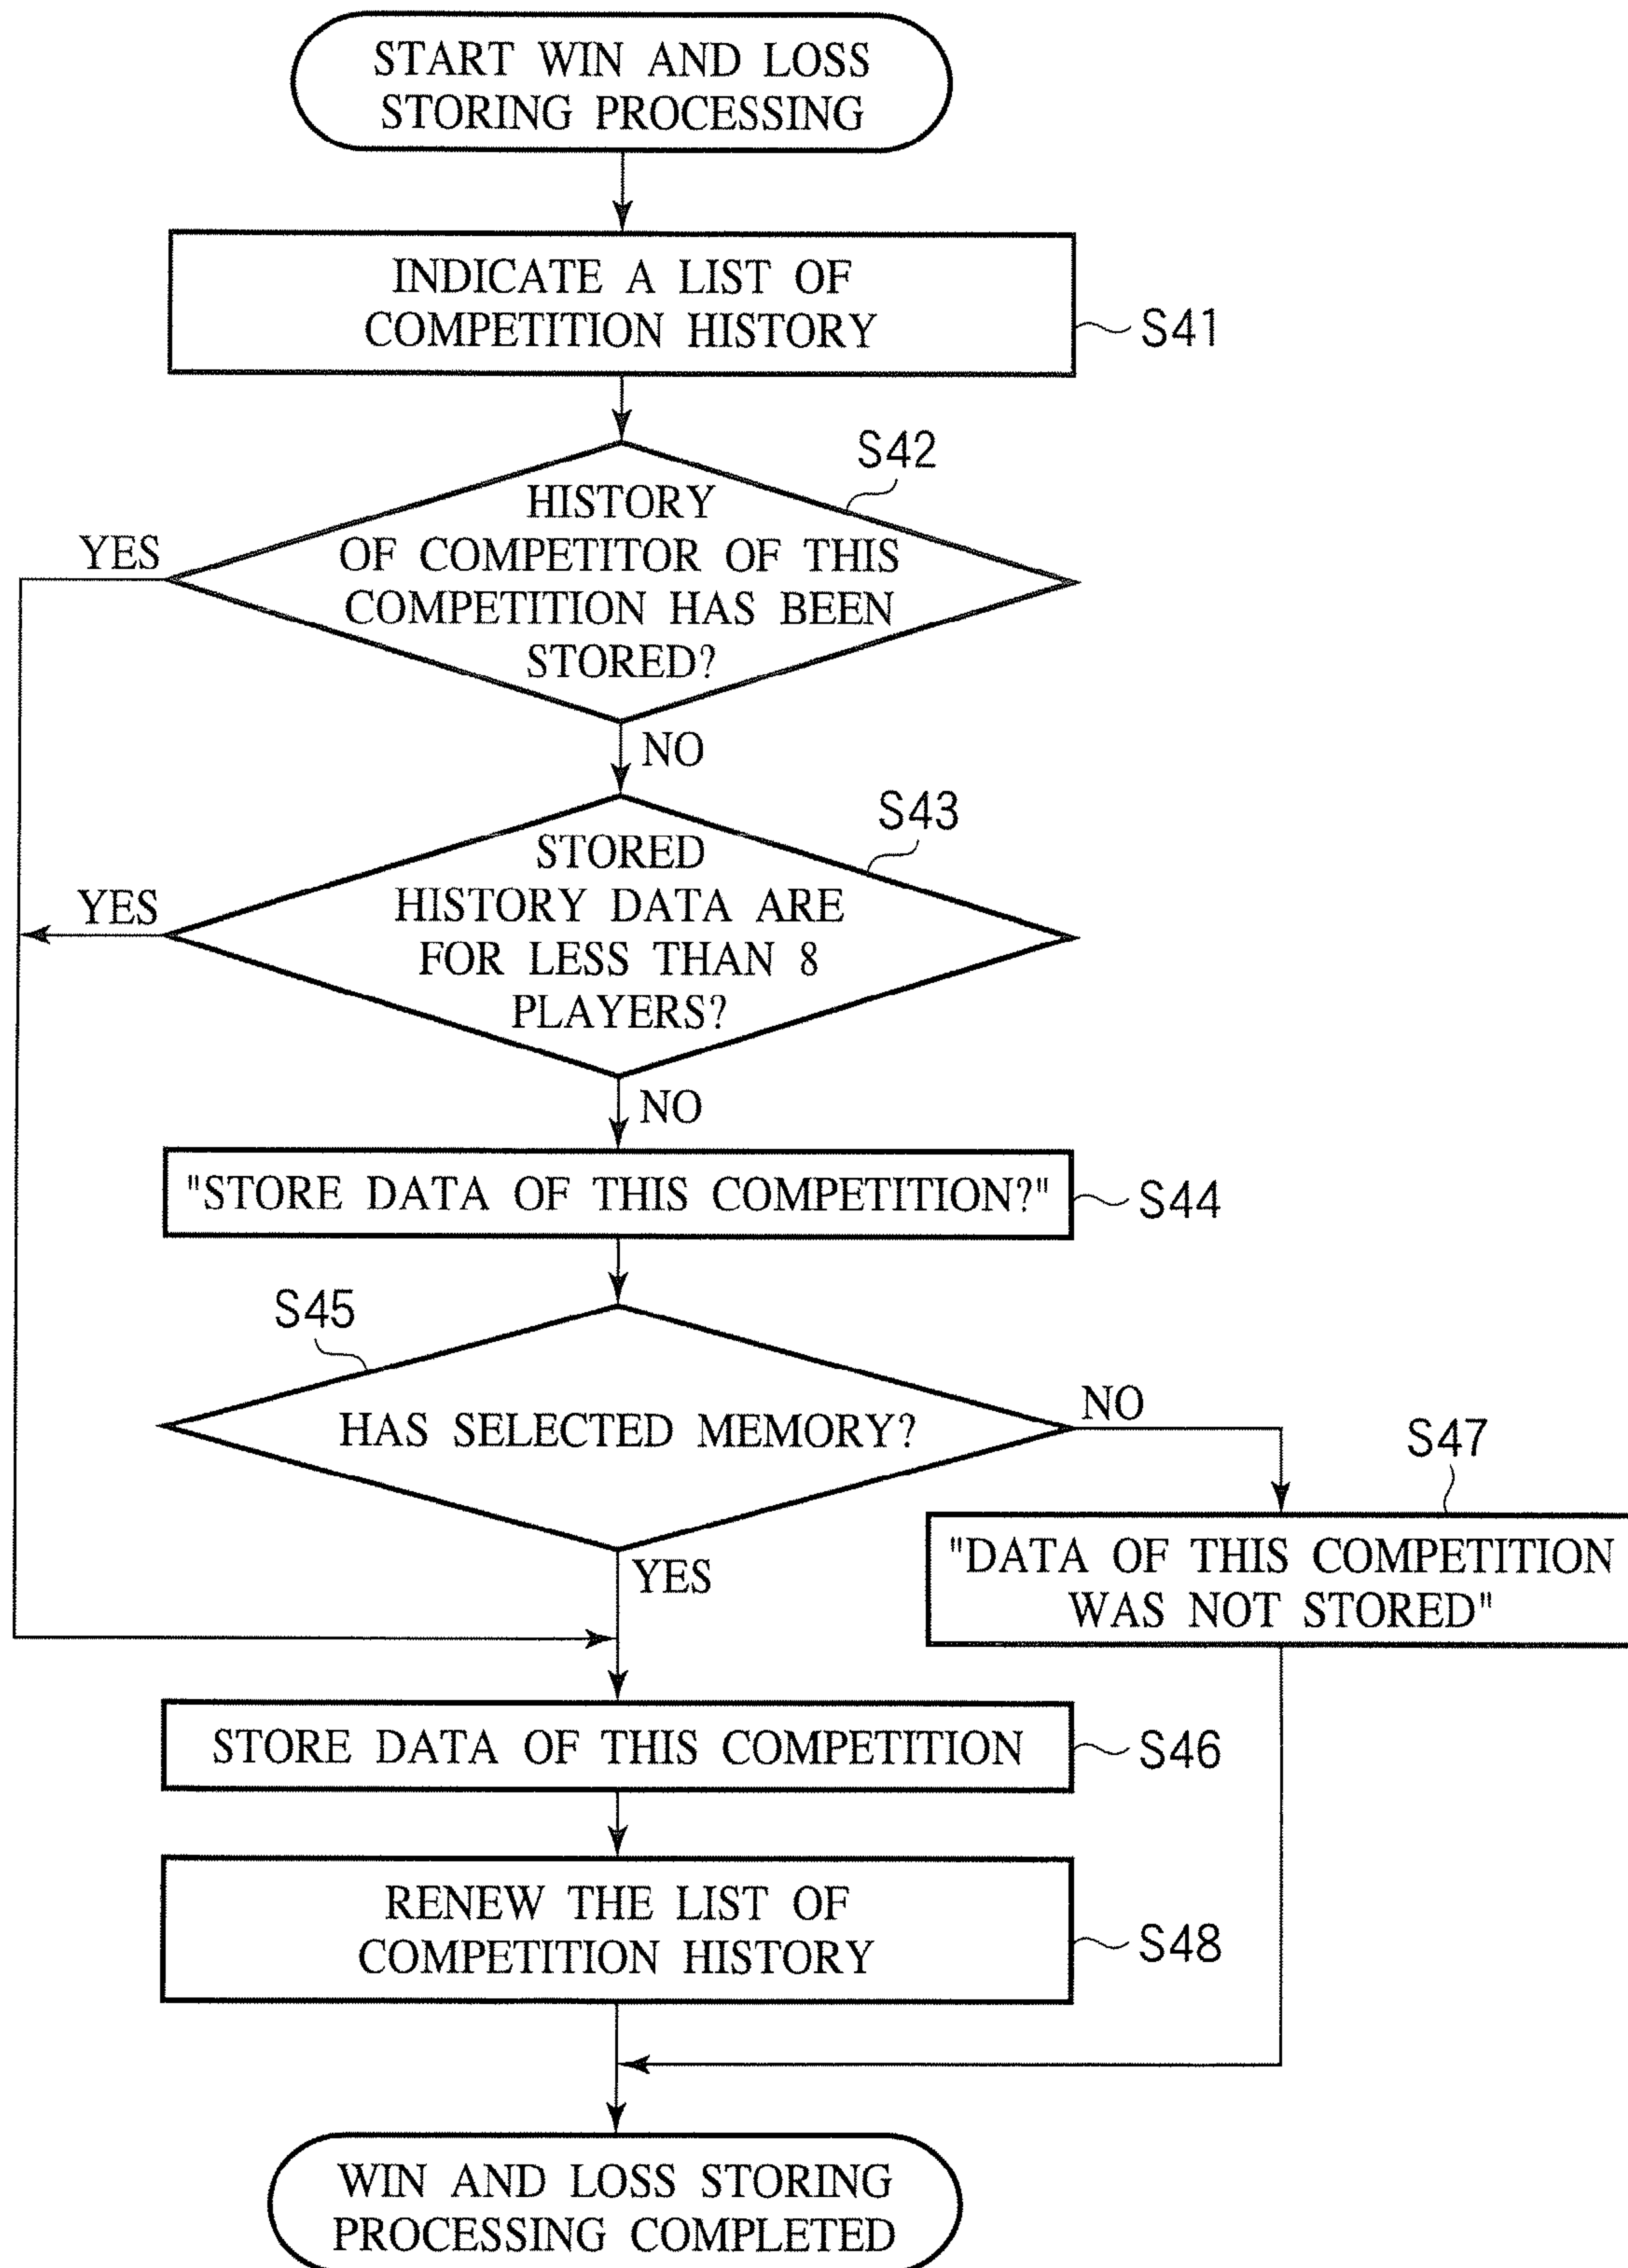 START WIN AND LOSS
STORING PROCESSING
INDICATE A LIST OF
COMPETITION HISTORY
S41
S42
HISTORY
OF COMPETITOR OF THIS
COMPETITION HAS BEEN
STORED?
YES
NO
S43
STORED
HISTORY DATA ARE
FOR LESS THAN 8
PLAYERS?
YES
NO
"STORE DATA OF THIS COMPETITION?"
S44
S45
HAS SELECTED MEMORY?
NO
YES
S47
"DATA OF THIS COMPETITION
WAS NOT STORED"
STORE DATA OF THIS COMPETITION
S46
RENEW THE LIST OF
COMPETITION HISTORY
S48
WIN AND LOSS STORING
PROCESSING COMPLETED